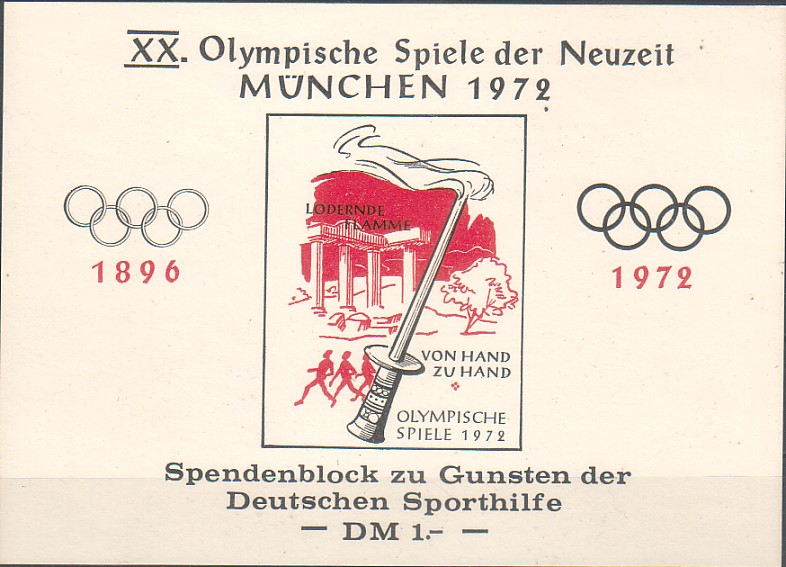 XX. Olympische Spiele der Neuzeit
MÜNCHEN 1972
LODERNDE
FLAMME
1896
1972
VON HAND
ZU HAND
OLYMPISCHE
SPIELE 1972
Spendenblock zu Gunsten der
Deutschen Sporthilfe
— DM 1.- —